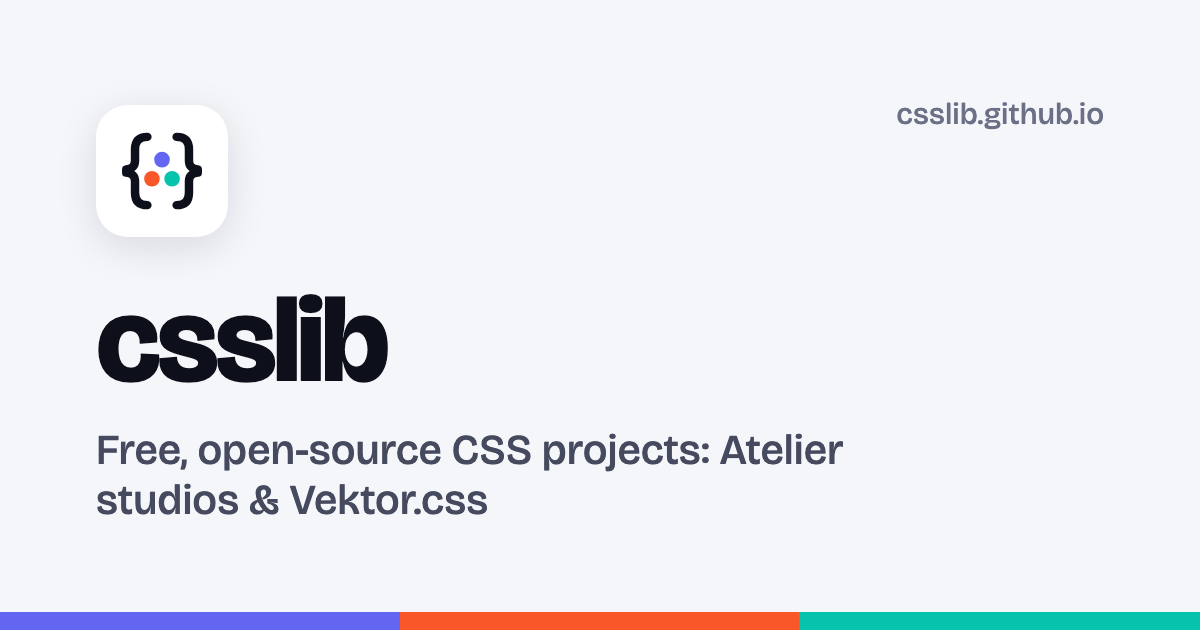 csslib.github.io
{ }
csslib
Free, open-source CSS projects: Atelier
studios & Vektor.css